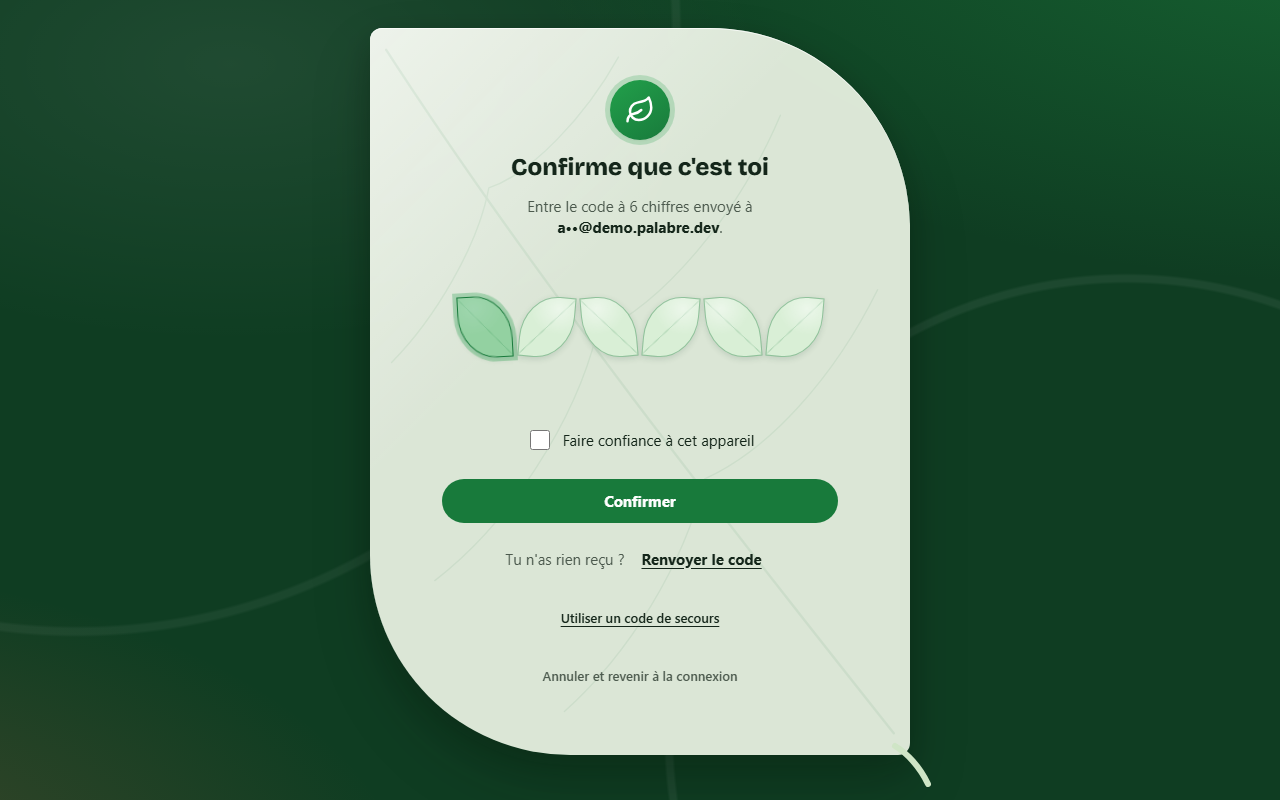 Confirme que c'est toi
Entre le code à 6 chiffres envoyé à
a••@demo.palabre.dev.
Faire confiance à cet appareil
Confirmer
Tu n'as rien reçu ? Renvoyer le code
Utiliser un code de secours
Annuler et revenir à la connexion